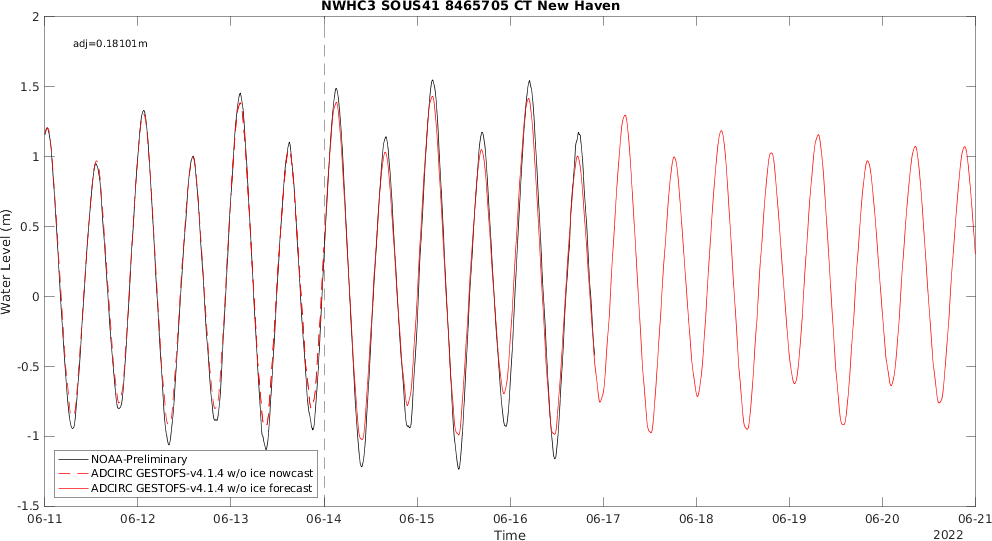 NWHC3 SOUS41 8465705 CT New Haven
adj=0.18101m
2
1.5
1
0.5
0
-0.5
-1
-1.5
Water Level (m)
NOAA-Preliminary
ADCIRC GESTOFS-v4.1.4 w/o ice nowcast
ADCIRC GESTOFS-v4.1.4 w/o ice forecast
06-11 06-12 06-13 06-14 06-15 06-16 06-17 06-18 06-19 06-20 06-21
Time
2022